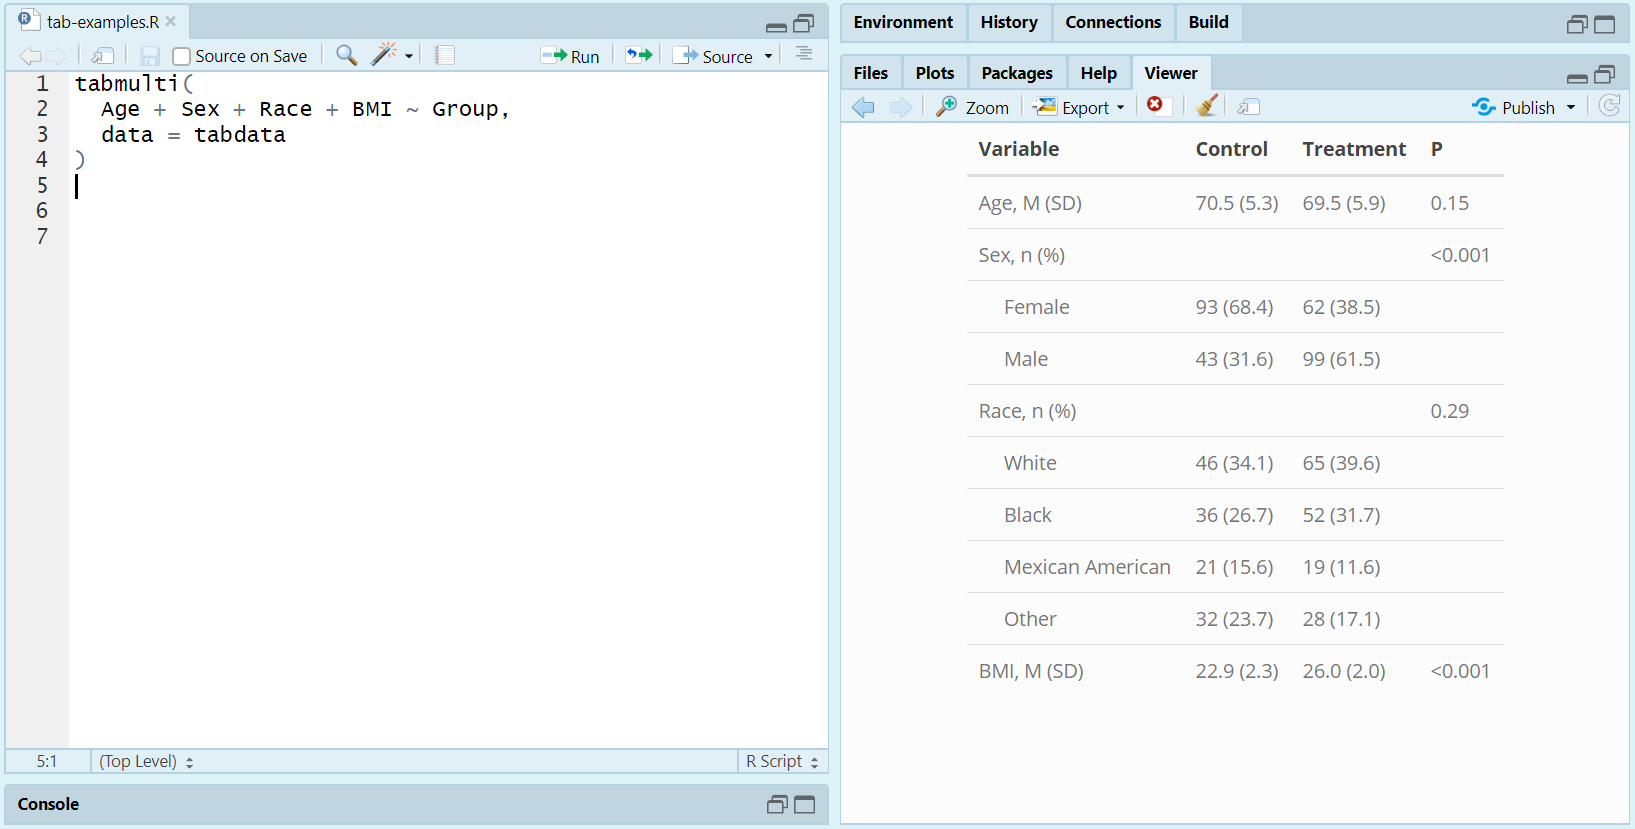 tab-examples.R
Source on Save
Run
Source
1 tabmulti(
2 Age + Sex + Race + BMI ~ Group,
3 data = tabdata
4 )
5
6
7
5:1 (Top Level) R Script
Console
Environment History Connections Build
Files Plots Packages Help Viewer
Zoom Export Publish
Variable Control Treatment P
Age, M (SD) 70.5 (5.3) 69.5 (5.9) 0.15
Sex, n (%) <0.001
Female 93 (68.4) 62 (38.5)
Male 43 (31.6) 99 (61.5)
Race, n (%) 0.29
White 46 (34.1) 65 (39.6)
Black 36 (26.7) 52 (31.7)
Mexican American 21 (15.6) 19 (11.6)
Other 32 (23.7) 28 (17.1)
BMI, M (SD) 22.9 (2.3) 26.0 (2.0) <0.001